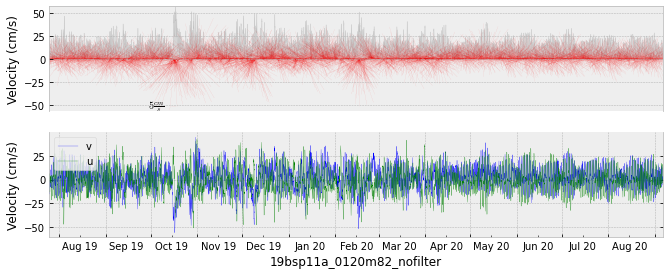 50
25
0
−25
−50
Velocity (cm/s)
5 cm/s
25
0
−25
−50
Velocity (cm/s)
v
u
Aug 19 Sep 19 Oct 19 Nov 19 Dec 19 Jan 20 Feb 20 Mar 20 Apr 20 May 20 Jun 20 Jul 20 Aug 20
19bsp11a_0120m82_nofilter